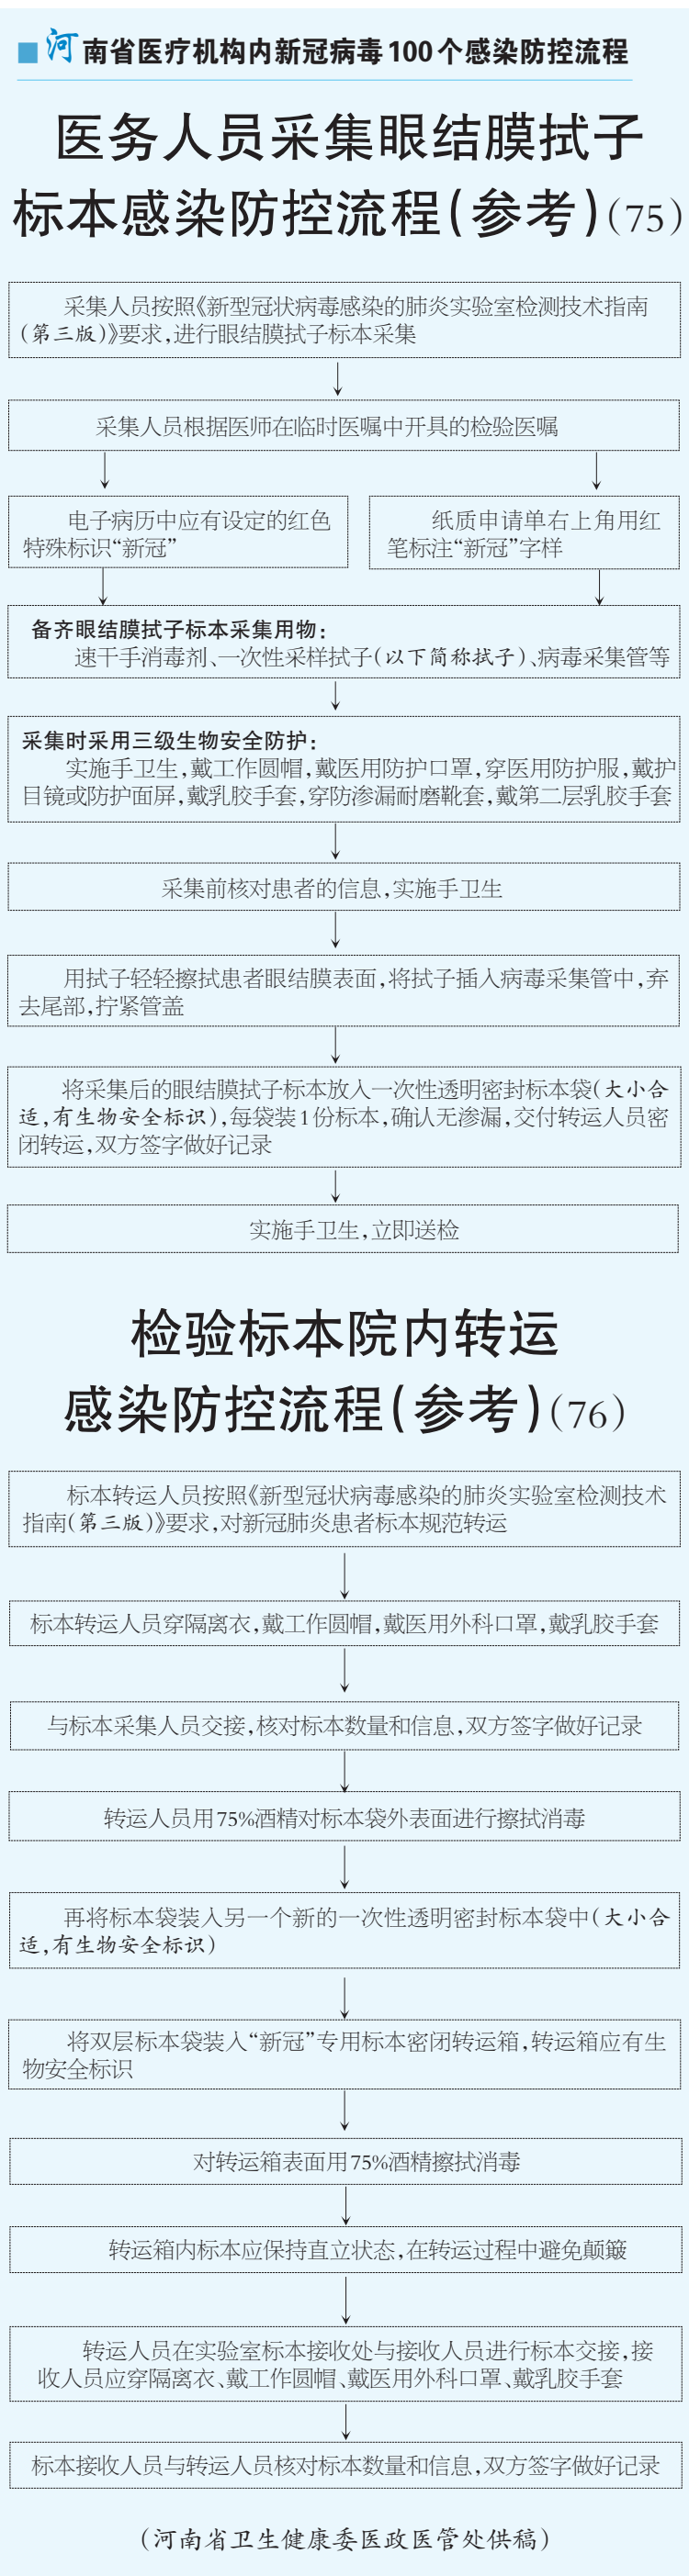 ■河南省医疗机构内新冠病毒100个感染防控流程
医务人员采集眼结膜拭子
标本感染防控流程(参考)(75)
采集人员按照《新型冠状病毒感染的肺炎实验室检测技术指南
(第三版)》要求,进行眼结膜拭子标本采集
采集人员根据医师在临时医嘱中开具的检验医嘱
电子病历中应有设定的红色
特殊标识“新冠”
纸质申请单右上角用红
笔标注“新冠”字样
备齐眼结膜拭子标本采集用物:
速干手消毒剂、一次性采样拭子(以下简称拭子)、病毒采集管等
采集时采用三级生物安全防护:
实施手卫生,戴工作圆帽,戴医用防护口罩,穿医用防护服,戴护
目镜或防护面屏,戴乳胶手套,穿防渗漏耐磨靴套,戴第二层乳胶手套
采集前核对患者的信息,实施手卫生
用拭子轻轻擦拭患者眼结膜表面,将拭子插入病毒采集管中,弃
去尾部,拧紧管盖
将采集后的眼结膜拭子标本放入一次性透明密封标本袋(大小合
适,有生物安全标识),每袋装1份标本,确认无渗漏,交付转运人员密
闭转运,双方签字做好记录
实施手卫生,立即送检
检验标本院内转运
感染防控流程(参考)(76)
标本转运人员按照《新型冠状病毒感染的肺炎实验室检测技术
指南(第三版)》要求,对新冠肺炎患者标本规范转运
标本转运人员穿隔离衣,戴工作圆帽,戴医用外科口罩,戴乳胶手套
与标本采集人员交接,核对标本数量和信息,双方签字做好记录
转运人员用75%酒精对标本袋外表面进行擦拭消毒
再将标本袋装入另一个新的一次性透明密封标本袋中(大小合
适,有生物安全标识)
将双层标本袋装入“新冠”专用标本密闭转运箱,转运箱应有生
物安全标识
对转运箱表面用75%酒精擦拭消毒
转运箱内标本应保持直立状态,在转运过程中避免颠簸
转运人员在实验室标本接收处与接收人员进行标本交接,接
收人员应穿隔离衣、戴工作圆帽、戴医用外科口罩、戴乳胶手套
标本接收人员与转运人员核对标本数量和信息,双方签字做好记录
(河南省卫生健康委医政医管处供稿)